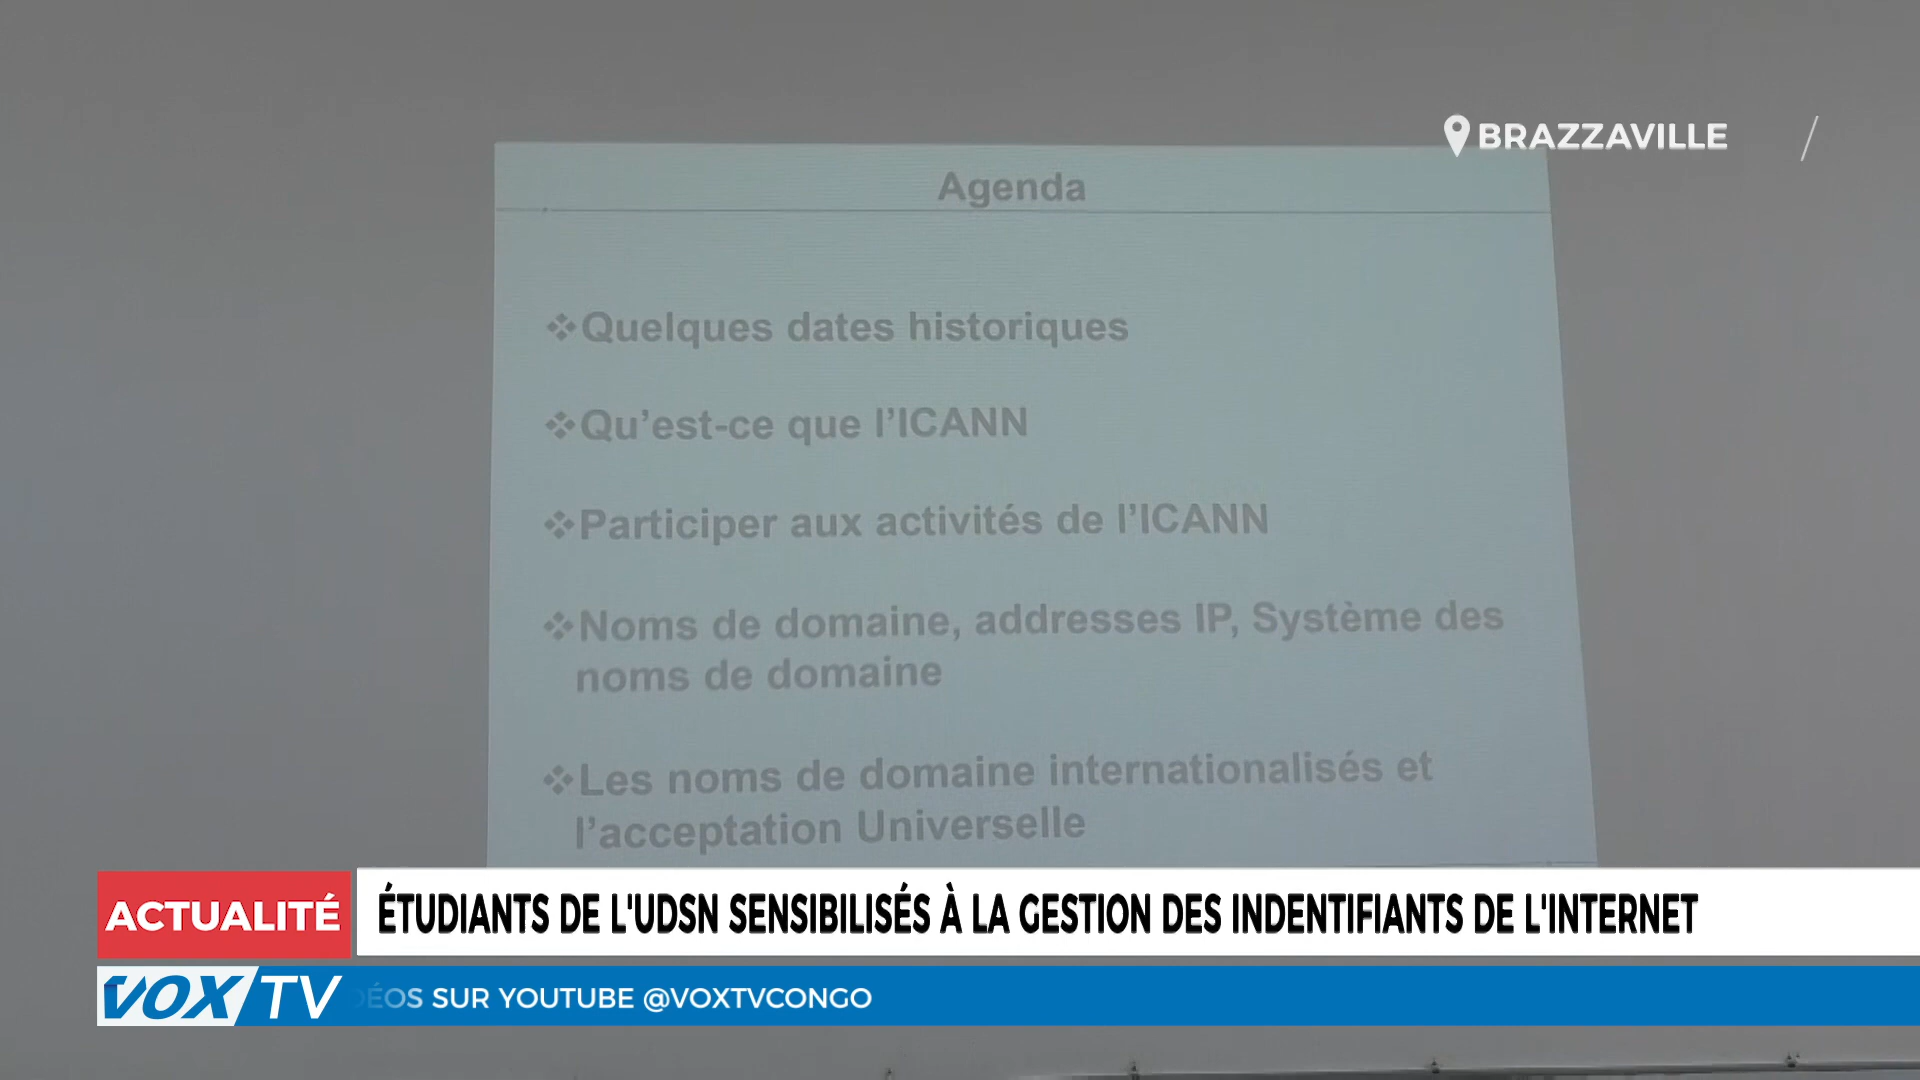 BRAZZAVILLE
Agenda
❖Quelques dates historiques
❖Qu’est-ce que l’ICANN
❖Participer aux activités de l’ICANN
❖Noms de domaine, addresses IP, Système des
noms de domaine
❖Les noms de domaine internationalisés et
l’acceptation Universelle
ACTUALITÉ
ÉTUDIANTS DE L'UDSN SENSIBILISÉS À LA GESTION DES INDENTIFIANTS DE L'INTERNET
VOX TV
DÉOS SUR YOUTUBE @VOXTVCONGO